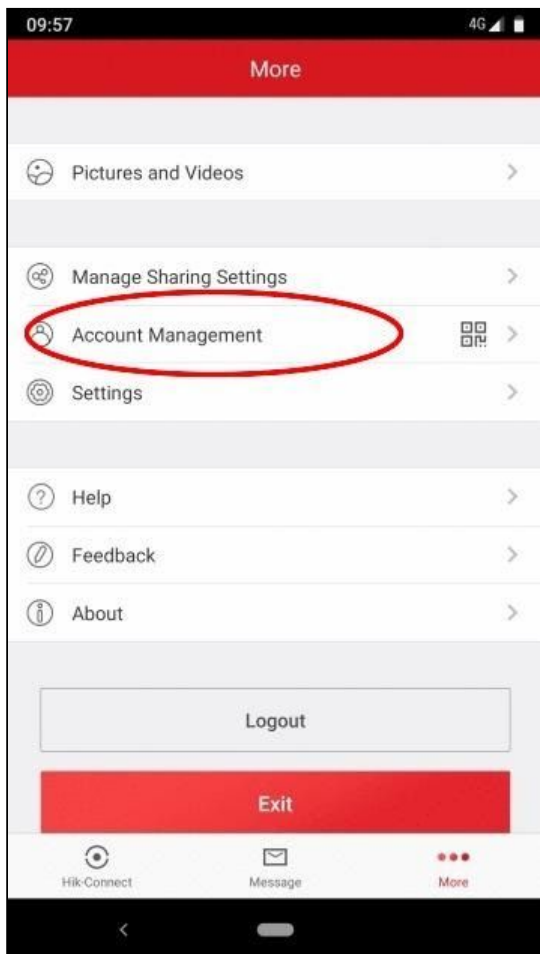 09:57 4G
More
Pictures and Videos
Manage Sharing Settings
Account Management
Settings
Help
Feedback
About
Logout
Exit
Hik-Connect Message More